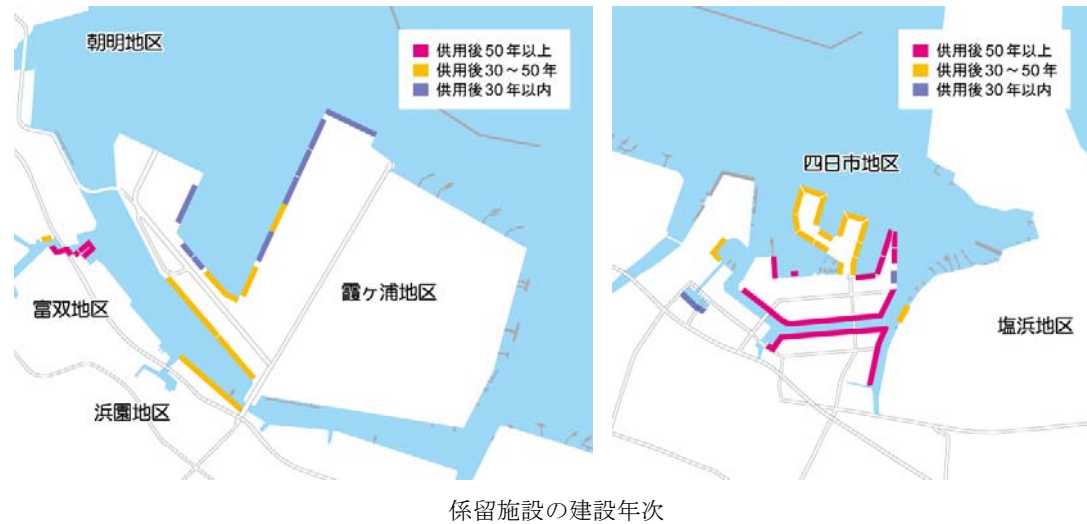 朝明地区
供用後50年以上
供用後30～50年
供用後30年以内
富双地区
霞ヶ浦地区
浜園地区
供用後50年以上
供用後30～50年
供用後30年以内
四日市地区
塩浜地区
係留施設の建設年次